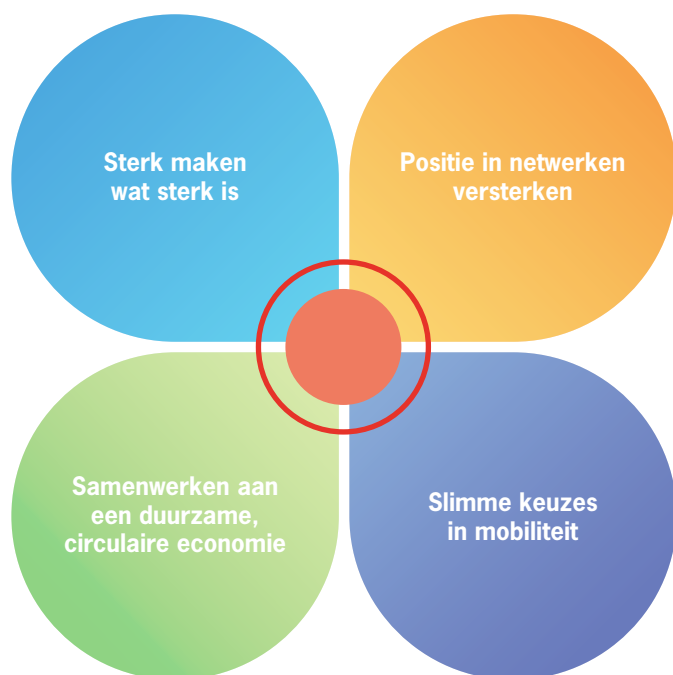 Sterk maken
wat sterk is
Positie in netwerken
versterken
Samenwerken aan
een duurzame,
circulaire economie
Slimme keuzes
in mobiliteit